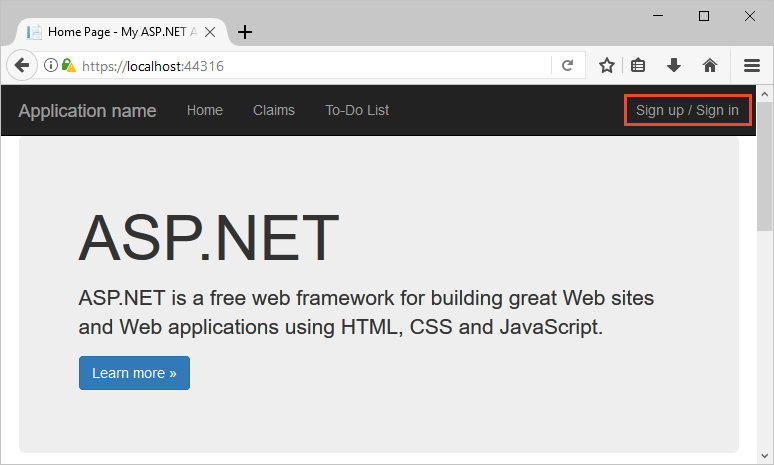 Home Page - My ASP.NET A
https://localhost:44316
Application name Home Claims To-Do List Sign up / Sign in
ASP.NET
ASP.NET is a free web framework for building great Web sites
and Web applications using HTML, CSS and JavaScript.
Learn more »